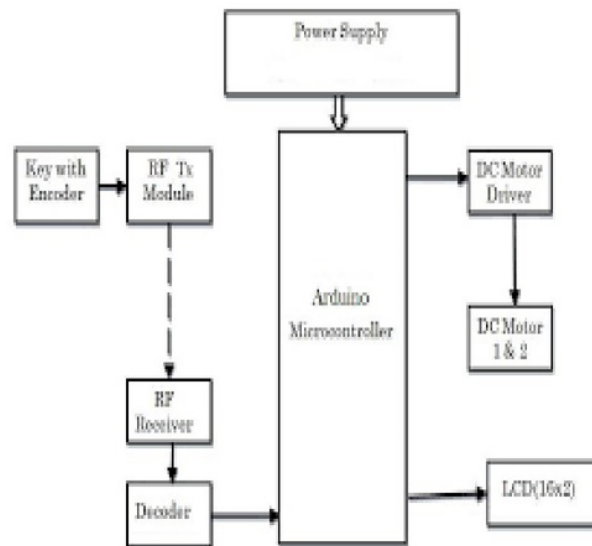 Power Supply
Key with
Encoder
RF Tx
Module
DC Motor
Driver
Arduino
Microcontroller
DC Motor
1 & 2
RF
Receiver
Decoder
LCD(16x2)